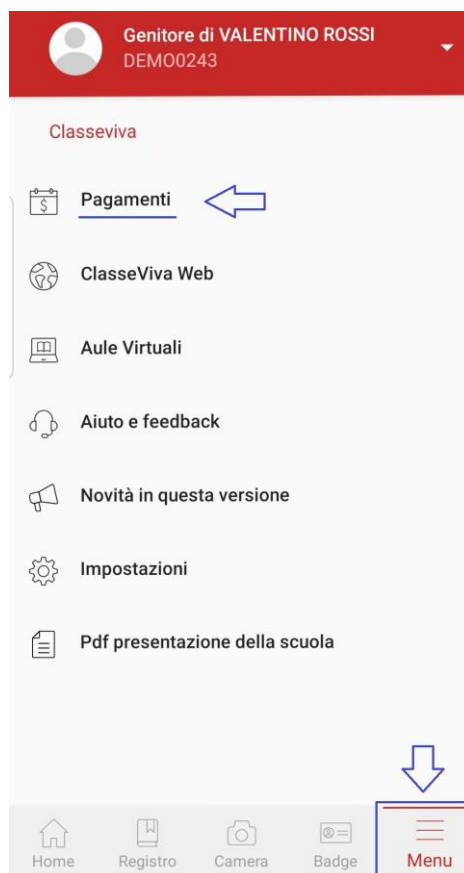 Genitore di VALENTINO ROSSI
DEMO0243
Classeviva
Pagamenti
ClasseViva Web
Aule Virtuali
Aiuto e feedback
Novità in questa versione
Impostazioni
Pdf presentazione della scuola
Home
Registro
Camera
Badge
Menu